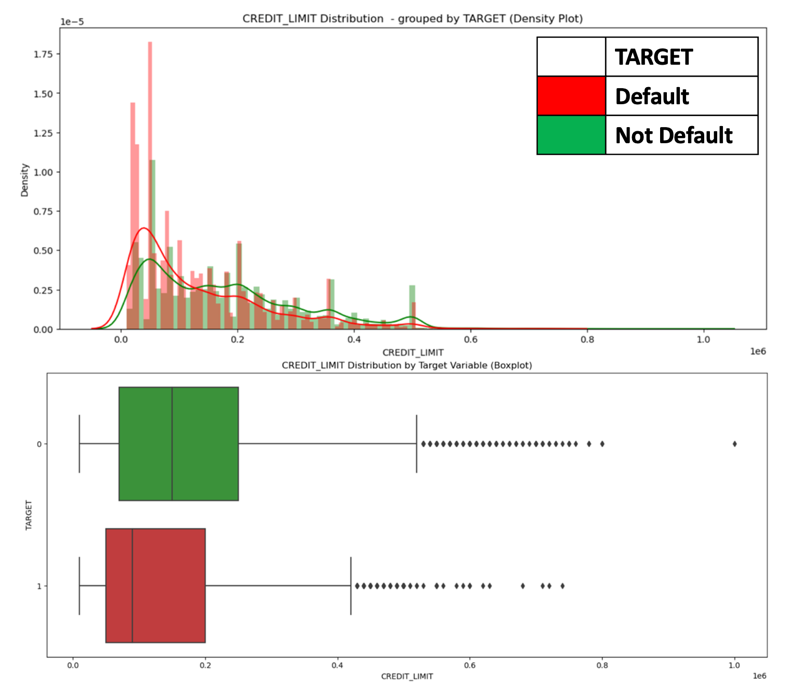 CREDIT_LIMIT Distribution  - grouped by TARGET (Density Plot)
1e-5
TARGET
Default
Not Default
1.75
1.50
1.25
1.00
0.75
0.50
0.25
0.00
Density
0.0 0.2 0.4 0.6 0.8 1.0
CREDIT_LIMIT
1e6
CREDIT_LIMIT Distribution by Target Variable (Boxplot)
0
1
TARGET
0.0 0.2 0.4 0.6 0.8 1.0
CREDIT_LIMIT
1e6